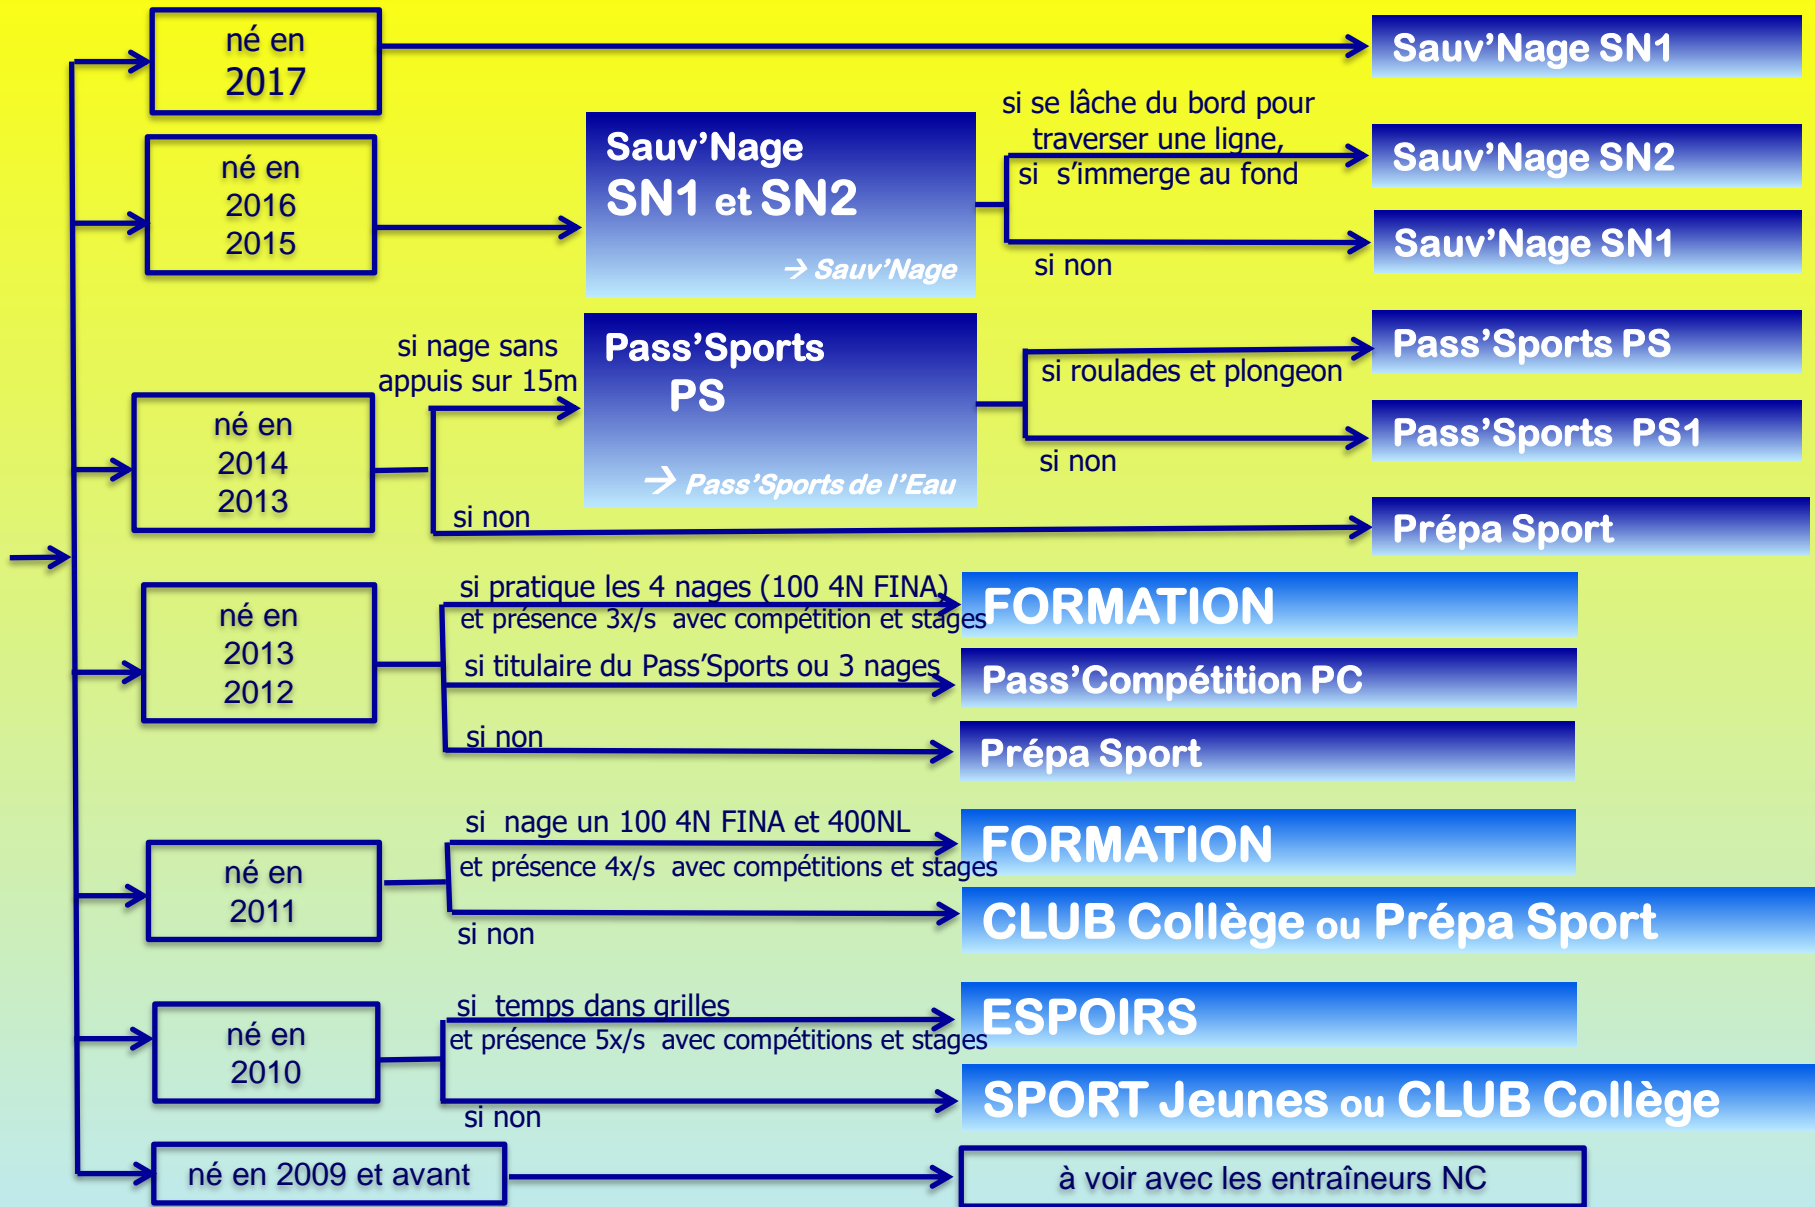 né en
2017
Sauv'Nage SN1
né en
2016
2015
Sauv'Nage
SN1 et SN2
→ Sauv'Nage
si se lâche du bord pour
traverser une ligne,
si s'immerge au fond
Sauv'Nage SN2
si non
Sauv'Nage SN1
né en
2014
2013
si nage sans
appuis sur 15m
Pass'Sports
PS
→ Pass'Sports de l'Eau
si roulades et plongeon
Pass'Sports PS
si non
Pass'Sports PS1
si non
Prépa Sport
né en
2013
2012
si pratique les 4 nages (100 4N FINA)
et présence 3x/s avec compétition et stages
FORMATION
si titulaire du Pass'Sports ou 3 nages
Pass'Compétition PC
si non
Prépa Sport
né en
2011
si nage un 100 4N FINA et 400NL
et présence 4x/s avec compétitions et stages
FORMATION
si non
CLUB Collège ou Prépa Sport
né en
2010
si temps dans grilles
et présence 5x/s avec compétitions et stages
ESPOIRS
si non
SPORT Jeunes ou CLUB Collège
né en 2009 et avant
à voir avec les entraîneurs NC